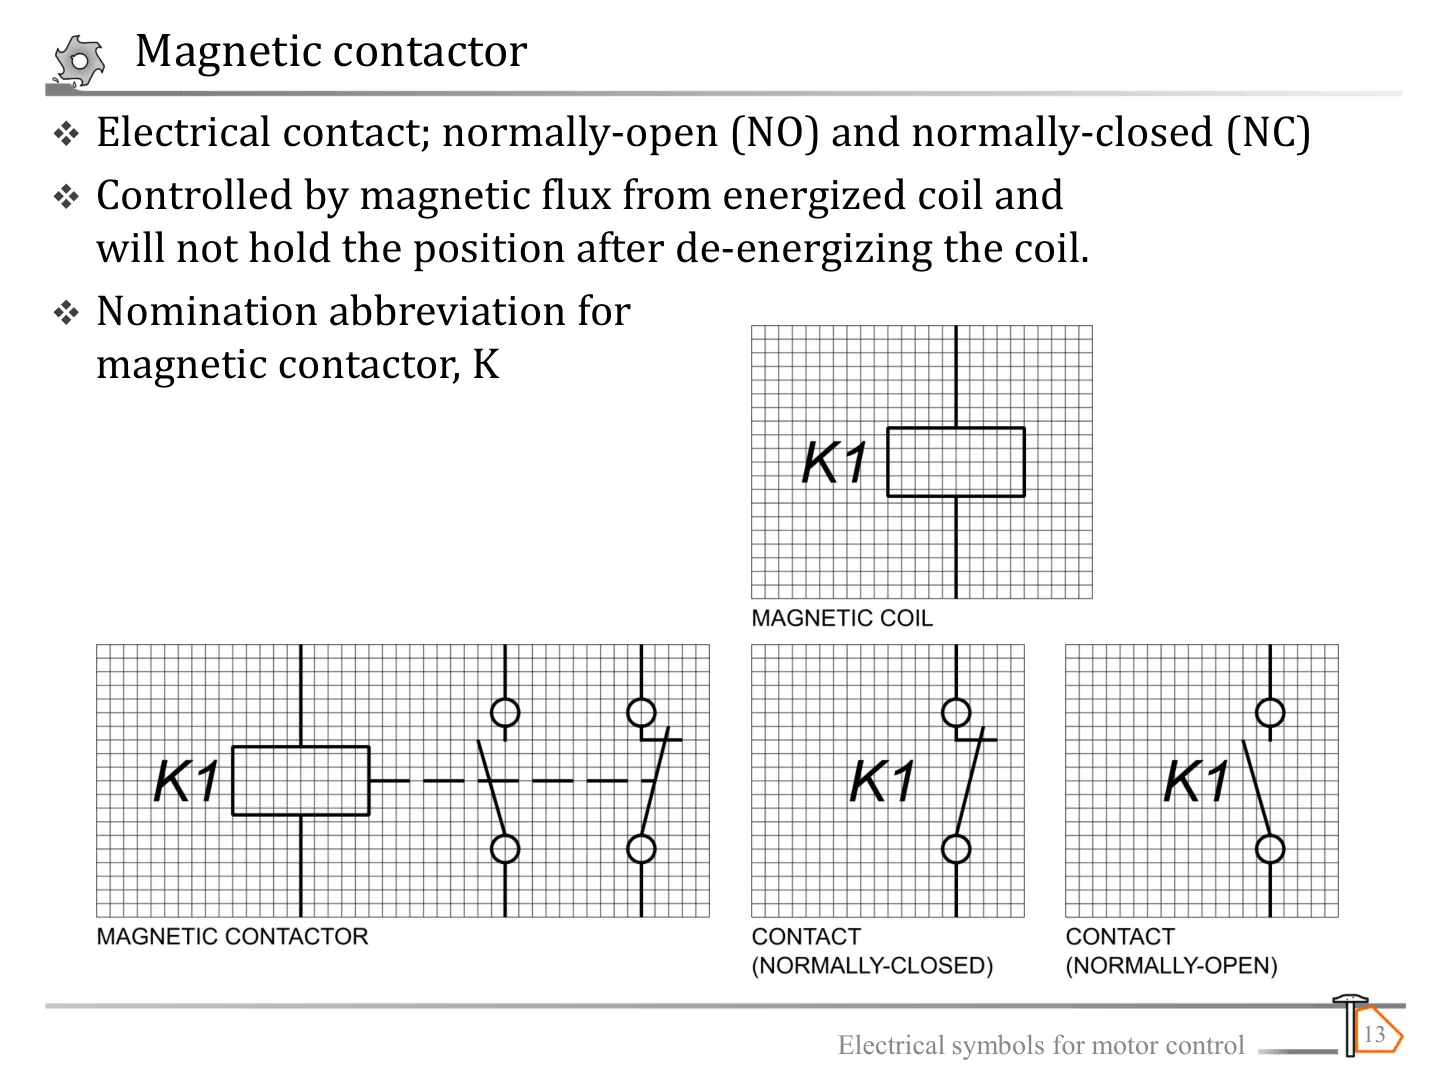 Magnetic contactor
Electrical contact; normally-open (NO) and normally-closed (NC)
Controlled by magnetic flux from energized coil and
will not hold the position after de-energizing the coil.
Nomination abbreviation for
magnetic contactor, K
K1
MAGNETIC COIL
K1
MAGNETIC CONTACTOR
K1
CONTACT
(NORMALLY-CLOSED)
K1
CONTACT
(NORMALLY-OPEN)
Electrical symbols for motor control
13